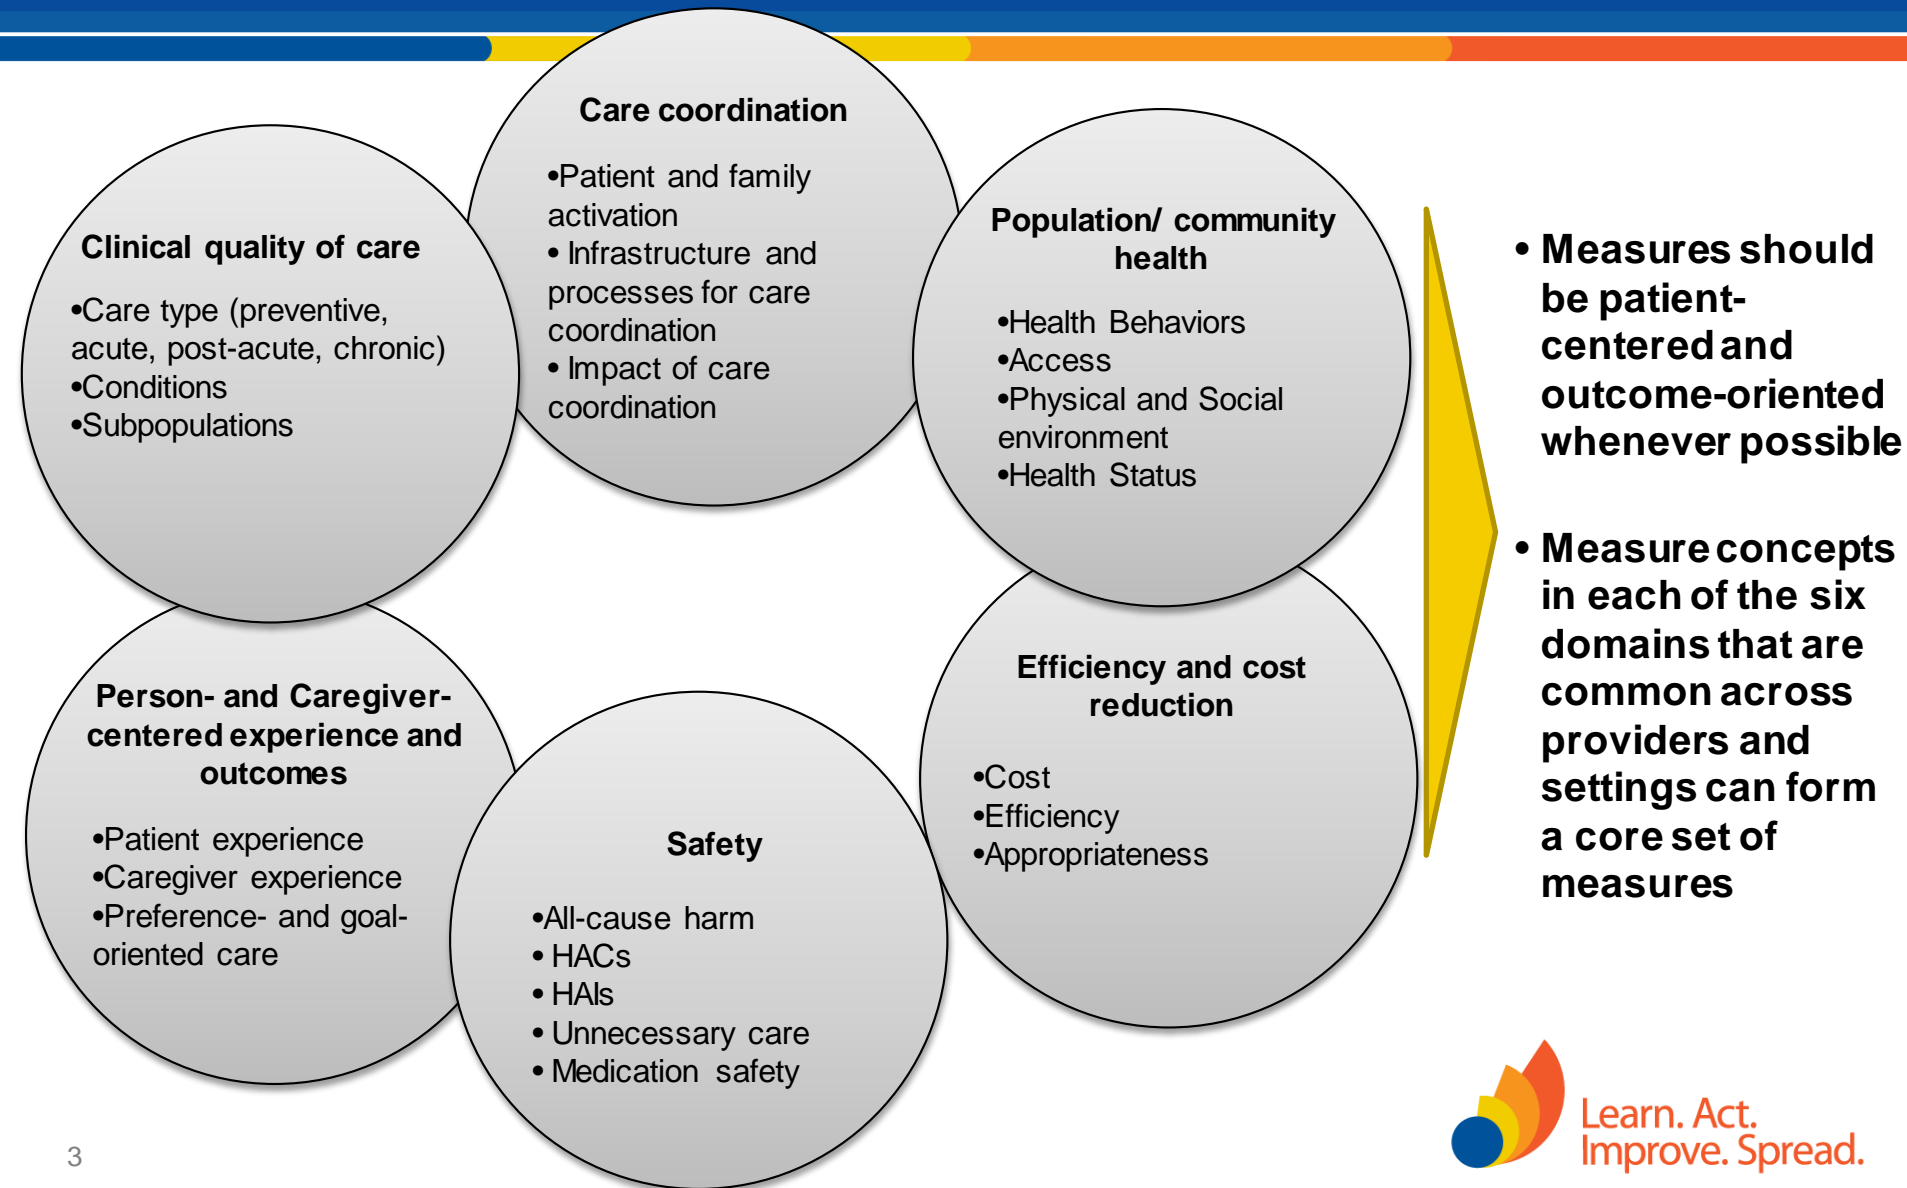 Care coordination
•Patient and family
activation
• Infrastructure and
processes for care
coordination
• Impact of care
coordination
Clinical quality of care
•Care type (preventive,
acute, post-acute, chronic)
•Conditions
•Subpopulations
Population/ community
health
•Health Behaviors
•Access
•Physical and Social
environment
•Health Status
Person- and Caregiver-
centered experience and
outcomes
•Patient experience
•Caregiver experience
•Preference- and goal-
oriented care
Safety
•All-cause harm
• HACs
• HAIs
• Unnecessary care
• Medication safety
Efficiency and cost
reduction
•Cost
•Efficiency
•Appropriateness
• Measures should
be patient-
centered and
outcome-oriented
whenever possible
• Measure concepts
in each of the six
domains that are
common across
providers and
settings can form
a core set of
measures
Learn. Act.
Improve. Spread.
3